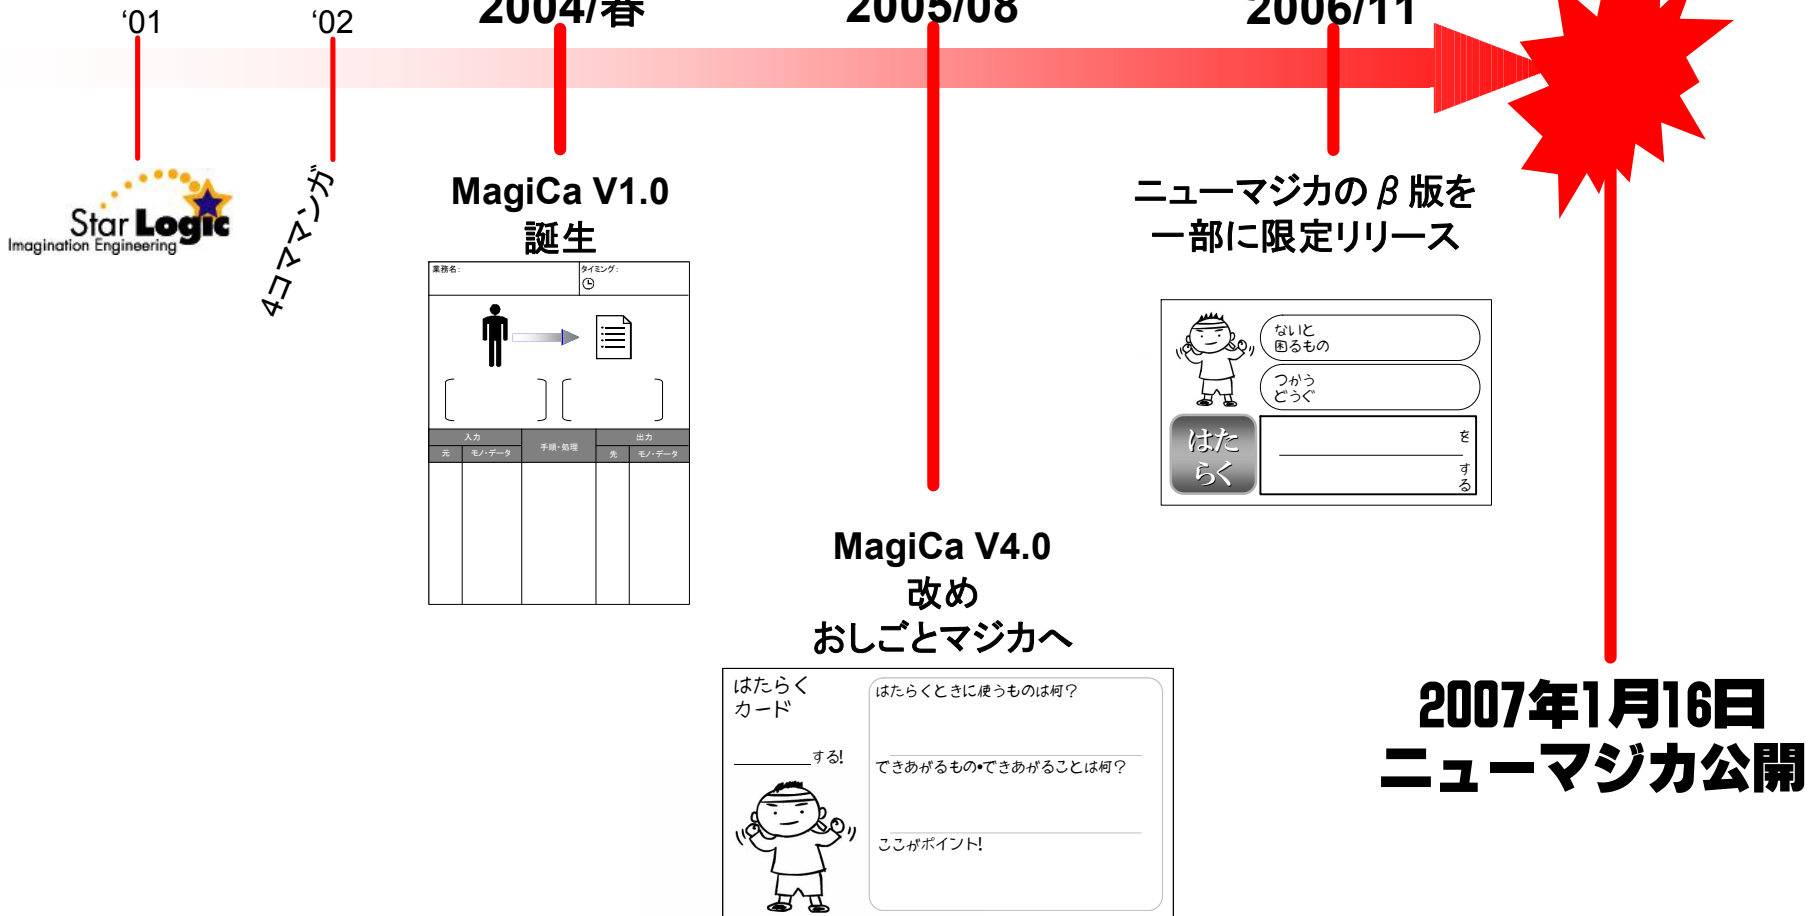 ‘01
‘02
2004/春
2005/08
2006/11
Star Logic
Imagination Engineering
4コママンガ
MagiCa V1.0
誕生
業務名:
タイミング:
入力
手順・処理
出力
元
モノ・データ
先
モノ・データ
MagiCa V4.0
改め
おしごとマジカへ
はたらく
カード
する!
はたらくときに使うものは何?
できあがるもの•できあがることは何?
ここがポイント!
ニューマジカのβ版を
一部に限定リリース
ないと
困るもの
つかう
どうぐ
はた
らく
を
する
2007年1月16日
ニューマジカ公開